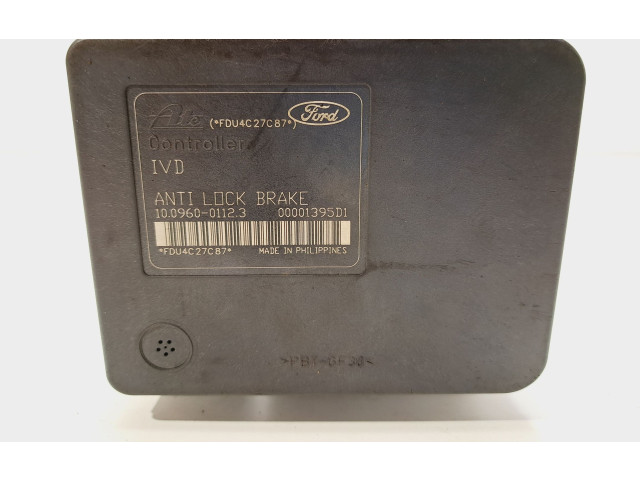 Ate (*FDU4C27C87*) Ford
Controller
IVD
ANTI LOCK BRAKE
10.0960-0112.3 00001395D1
*FDU4C27C87* MADE IN PHILIPPINES
>PBT-GF30<